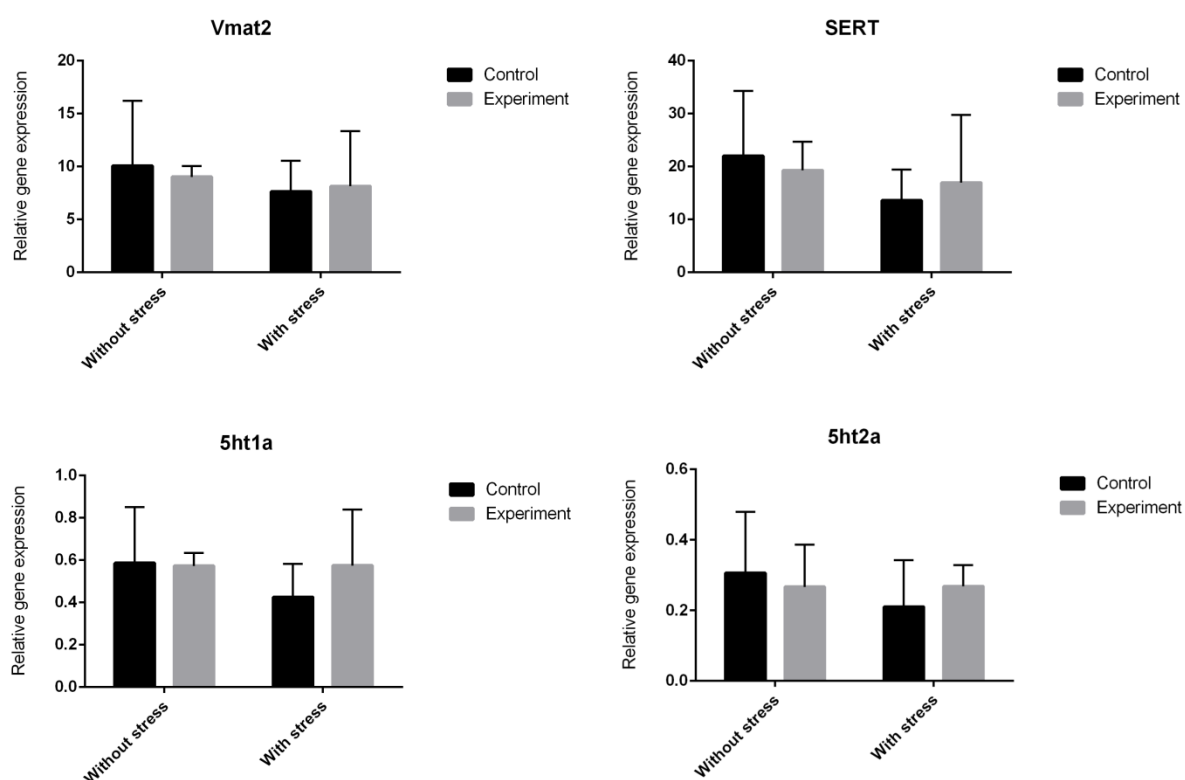 Vmat2
Relative gene expression
20
15
10
5
0
Without stress
With stress
Control
Experiment
SERT
Relative gene expression
40
30
20
10
0
Without stress
With stress
Control
Experiment
5ht1a
Relative gene expression
1.0
0.8
0.6
0.4
0.2
0.0
Without stress
With stress
Control
Experiment
5ht2a
Relative gene expression
0.6
0.4
0.2
0.0
Without stress
With stress
Control
Experiment